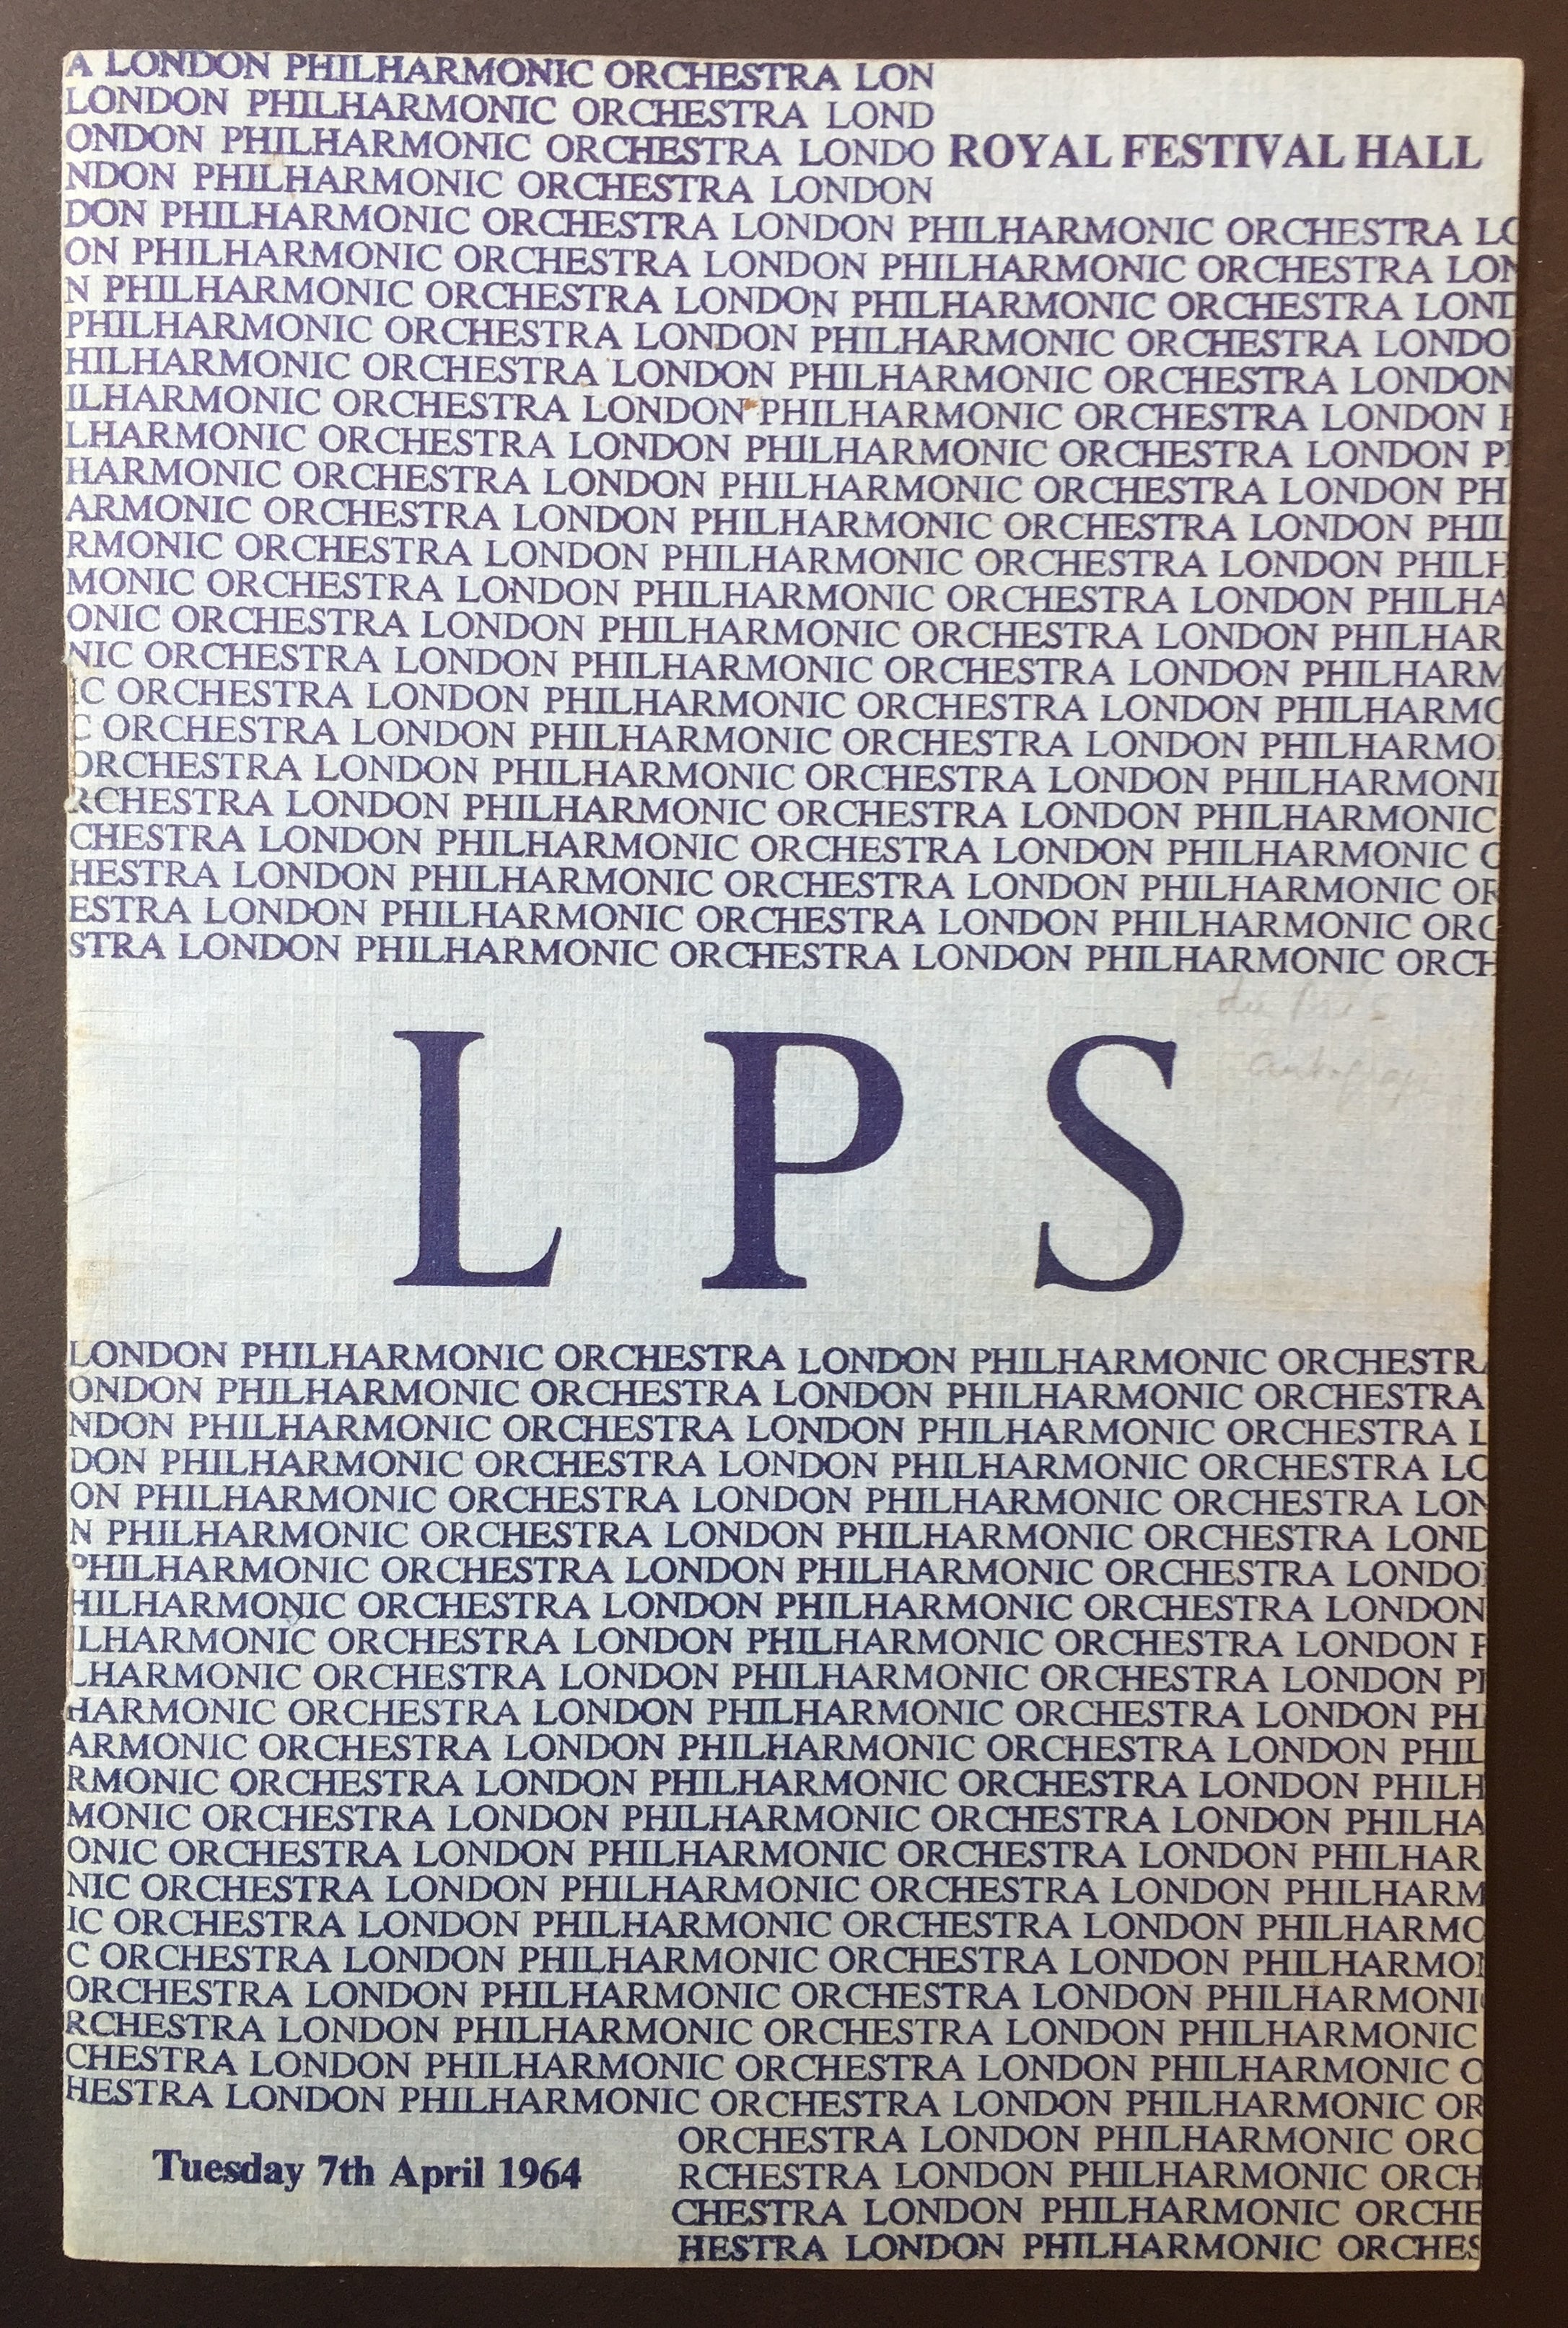 A LONDON PHILHARMONIC ORCHESTRA LON
LONDON PHILHARMONIC ORCHESTRA LOND
ONDON PHILHARMONIC ORCHESTRA LONDO ROYAL FESTIVAL HALL
NDON PHILHARMONIC ORCHESTRA LONDON
DON PHILHARMONIC ORCHESTRA LONDON PHILHARMONIC ORCHESTRA LO
ON PHILHARMONIC ORCHESTRA LONDON PHILHARMONIC ORCHESTRA LON
N PHILHARMONIC ORCHESTRA LONDON PHILHARMONIC ORCHESTRA LOND
PHILHARMONIC ORCHESTRA LONDON PHILHARMONIC ORCHESTRA LONDO
HILHARMONIC ORCHESTRA LONDON PHILHARMONIC ORCHESTRA LONDON
ILHARMONIC ORCHESTRA LONDON PHILHARMONIC ORCHESTRA LONDON P
LHARMONIC ORCHESTRA LONDON PHILHARMONIC ORCHESTRA LONDON PI
HARMONIC ORCHESTRA LONDON PHILHARMONIC ORCHESTRA LONDON PH
ARMONIC ORCHESTRA LONDON PHILHARMONIC ORCHESTRA LONDON PHIL
RMONIC ORCHESTRA LONDON PHILHARMONIC ORCHESTRA LONDON PHILH
MONIC ORCHESTRA LONDON PHILHARMONIC ORCHESTRA LONDON PHILHA
ONIC ORCHESTRA LONDON PHILHARMONIC ORCHESTRA LONDON PHILHAR
NIC ORCHESTRA LONDON PHILHARMONIC ORCHESTRA LONDON PHILHARM
IC ORCHESTRA LONDON PHILHARMONIC ORCHESTRA LONDON PHILHARMO
C ORCHESTRA LONDON PHILHARMONIC ORCHESTRA LONDON PHILHARMO
ORCHESTRA LONDON PHILHARMONIC ORCHESTRA LONDON PHILHARMONI
RCHESTRA LONDON PHILHARMONIC ORCHESTRA LONDON PHILHARMONIC
CHESTRA LONDON PHILHARMONIC ORCHESTRA LONDON PHILHARMONIC O
HESTRA LONDON PHILHARMONIC ORCHESTRA LONDON PHILHARMONIC OR
ESTRA LONDON PHILHARMONIC ORCHESTRA LONDON PHILHARMONIC ORC
STRA LONDON PHILHARMONIC ORCHESTRA LONDON PHILHARMONIC ORCH
du
L P S
LONDON PHILHARMONIC ORCHESTRA LONDON PHILHARMONIC ORCHESTRA
ONDON PHILHARMONIC ORCHESTRA LONDON PHILHARMONIC ORCHESTRA
NDON PHILHARMONIC ORCHESTRA LONDON PHILHARMONIC ORCHESTRA L
DON PHILHARMONIC ORCHESTRA LONDON PHILHARMONIC ORCHESTRA LO
ON PHILHARMONIC ORCHESTRA LONDON PHILHARMONIC ORCHESTRA LON
N PHILHARMONIC ORCHESTRA LONDON PHILHARMONIC ORCHESTRA LOND
PHILHARMONIC ORCHESTRA LONDON PHILHARMONIC ORCHESTRA LONDO
HILHARMONIC ORCHESTRA LONDON PHILHARMONIC ORCHESTRA LONDON
ILHARMONIC ORCHESTRA LONDON PHILHARMONIC ORCHESTRA LONDON P
LHARMONIC ORCHESTRA LONDON PHILHARMONIC ORCHESTRA LONDON PI
HARMONIC ORCHESTRA LONDON PHILHARMONIC ORCHESTRA LONDON PHI
ARMONIC ORCHESTRA LONDON PHILHARMONIC ORCHESTRA LONDON PHIL
RMONIC ORCHESTRA LONDON PHILHARMONIC ORCHESTRA LONDON PHILH
MONIC ORCHESTRA LONDON PHILHARMONIC ORCHESTRA LONDON PHILHA
ONIC ORCHESTRA LONDON PHILHARMONIC ORCHESTRA LONDON PHILHAR
NIC ORCHESTRA LONDON PHILHARMONIC ORCHESTRA LONDON PHILHARM
IC ORCHESTRA LONDON PHILHARMONIC ORCHESTRA LONDON PHILHARMO
C ORCHESTRA LONDON PHILHARMONIC ORCHESTRA LONDON PHILHARMON
ORCHESTRA LONDON PHILHARMONIC ORCHESTRA LONDON PHILHARMONI
RCHESTRA LONDON PHILHARMONIC ORCHESTRA LONDON PHILHARMONIC
CHESTRA LONDON PHILHARMONIC ORCHESTRA LONDON PHILHARMONIC O
HESTRA LONDON PHILHARMONIC ORCHESTRA LONDON PHILHARMONIC OR
ORCHESTRA LONDON PHILHARMONIC ORC
Tuesday 7th April 1964 RCHESTRA LONDON PHILHARMONIC ORCH
CHESTRA LONDON PHILHARMONIC ORCHE
HESTRA LONDON PHILHARMONIC ORCHES